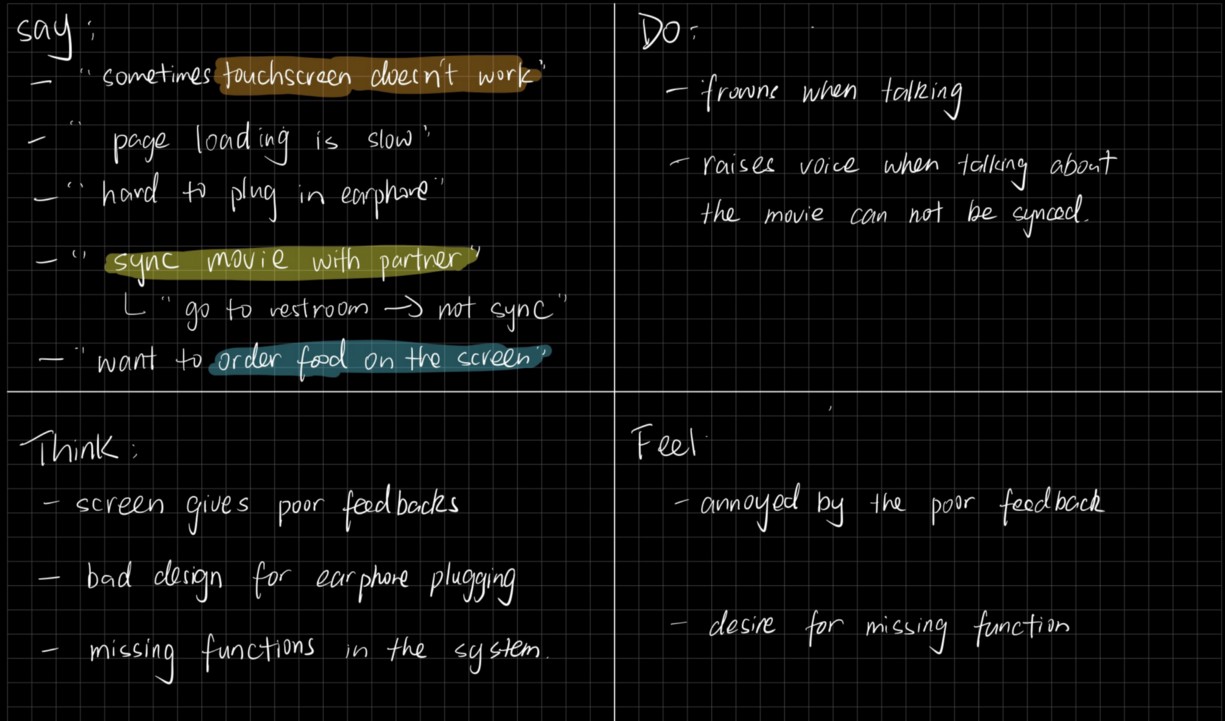 say:
- "sometimes touchscreen doesn't work"
- "page loading is slow"
- "hard to plug in earphone"
- "sync movie with partner"
└ "go to restroom → not sync"
- "want to order food on the screen"
Do:
- frowns when talking
- raises voice when talking about
the movie can not be synced.
Think:
- screen gives poor feedbacks
- bad design for earphone plugging
- missing functions in the system.
Feel
- annoyed by the poor feedback
- desire for missing function